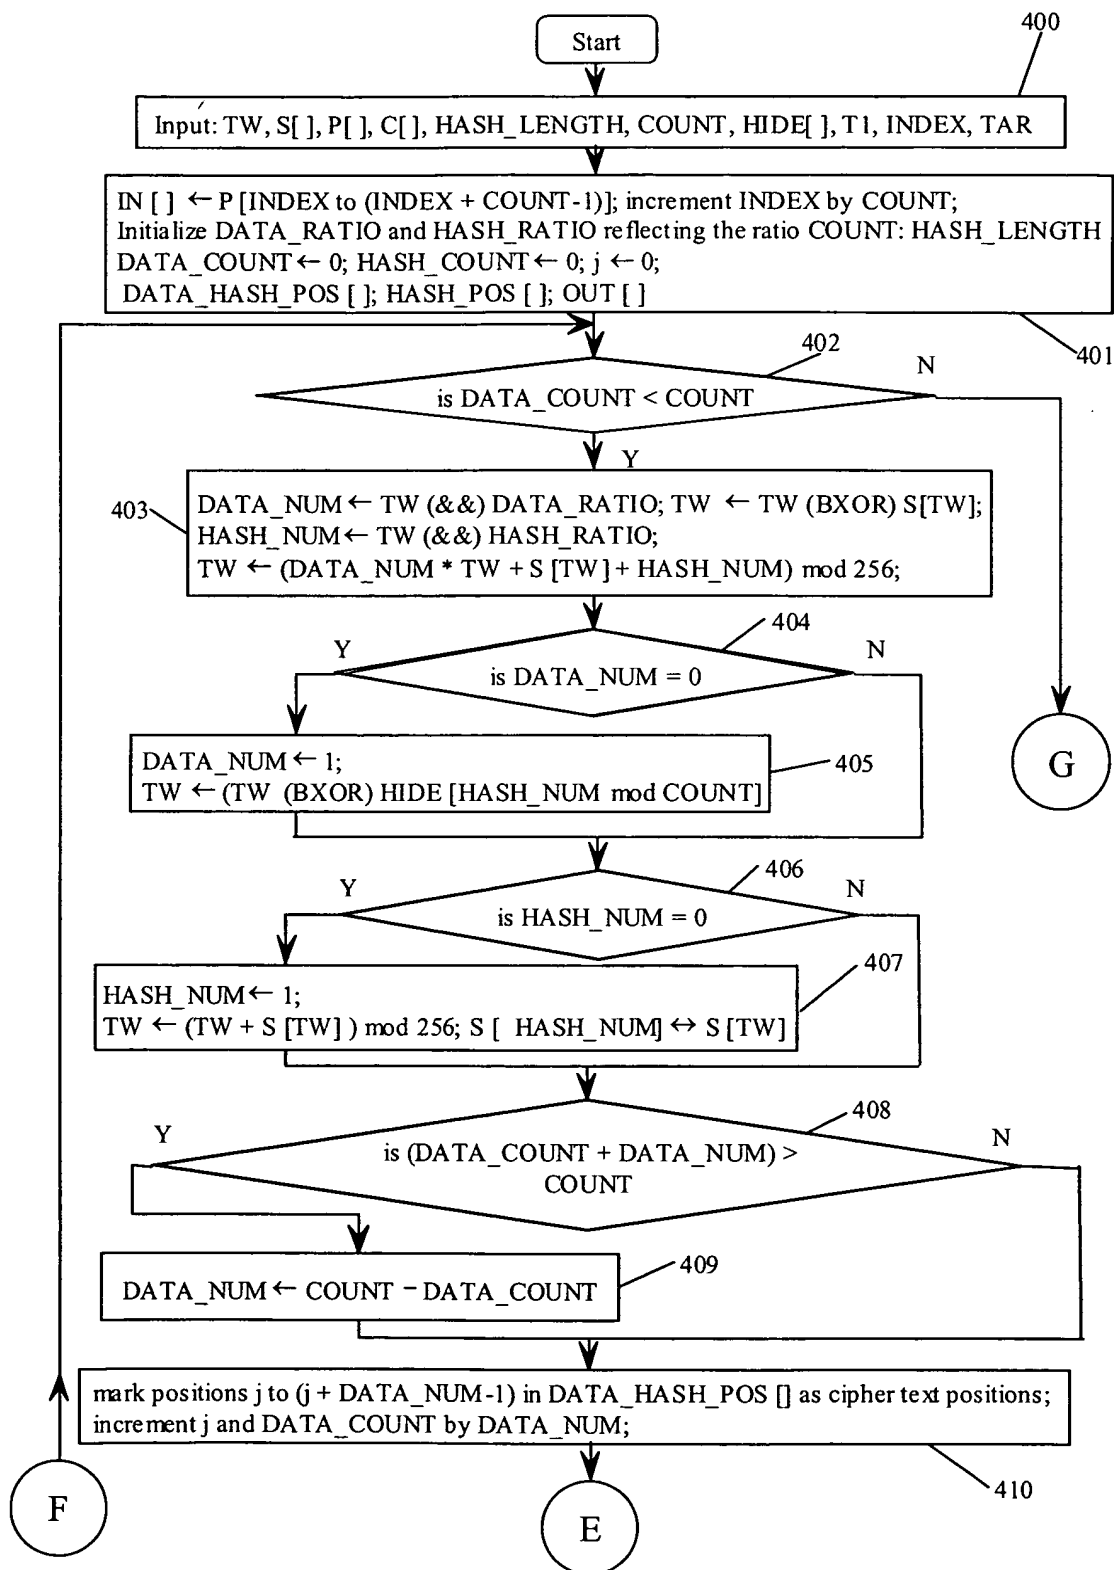 400
Start
Input: TW, S[ ], P[ ], C[ ], HASH_LENGTH, COUNT, HIDE[ ], T1, INDEX, TAR
IN [ ] ← P [INDEX to (INDEX + COUNT-1)]; increment INDEX by COUNT;
Initialize DATA_RATIO and HASH_RATIO reflecting the ratio COUNT: HASH_LENGTH
DATA_COUNT ← 0; HASH_COUNT ← 0; j ← 0;
DATA_HASH_POS [ ]; HASH_POS [ ]; OUT [ ]
401
402
N
is DATA_COUNT < COUNT
Y
403
DATA_NUM ← TW (&&) DATA_RATIO; TW ← TW (BXOR) S[TW];
HASH_NUM ← TW (&&) HASH_RATIO;
TW ← (DATA_NUM * TW + S [TW] + HASH_NUM) mod 256;
404
Y
N
is DATA_NUM = 0
G
DATA_NUM ← 1;
TW ← (TW (BXOR) HIDE [HASH_NUM mod COUNT]
405
406
Y
N
is HASH_NUM = 0
407
HASH_NUM ← 1;
TW ← (TW + S [TW] ) mod 256; S [ HASH_NUM] ↔ S [TW]
408
Y
N
is (DATA_COUNT + DATA_NUM) >
COUNT
409
DATA_NUM ← COUNT - DATA_COUNT
mark positions j to (j + DATA_NUM-1) in DATA_HASH_POS [] as cipher text positions;
increment j and DATA_COUNT by DATA_NUM;
410
F
E